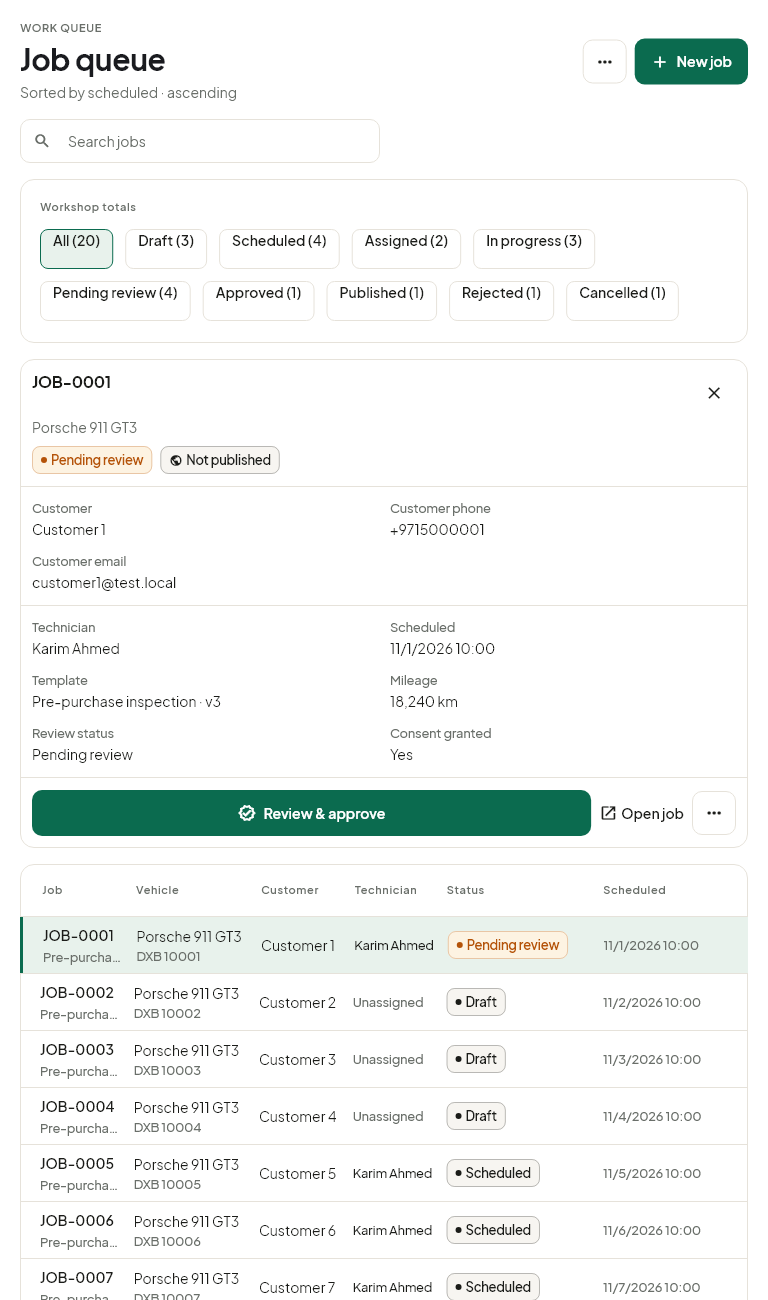 WORK QUEUE
Job queue
Sorted by scheduled · ascending
New job
Search jobs
Workshop totals
All (20) Draft (3) Scheduled (4) Assigned (2) In progress (3)
Pending review (4) Approved (1) Published (1) Rejected (1) Cancelled (1)
JOB-0001
Porsche 911 GT3
Pending review Not published
Customer Customer phone
Customer 1 +9715000001
Customer email
customer1@test.local
Technician Scheduled
Karim Ahmed 11/1/2026 10:00
Template Mileage
Pre-purchase inspection · v3 18,240 km
Review status Consent granted
Pending review Yes
Review & approve Open job
Job Vehicle Customer Technician Status Scheduled
JOB-0001 Porsche 911 GT3 Customer 1 Karim Ahmed Pending review 11/1/2026 10:00
Pre-purcha... DXB 10001
JOB-0002 Porsche 911 GT3 Customer 2 Unassigned Draft 11/2/2026 10:00
Pre-purcha... DXB 10002
JOB-0003 Porsche 911 GT3 Customer 3 Unassigned Draft 11/3/2026 10:00
Pre-purcha... DXB 10003
JOB-0004 Porsche 911 GT3 Customer 4 Unassigned Draft 11/4/2026 10:00
Pre-purcha... DXB 10004
JOB-0005 Porsche 911 GT3 Customer 5 Karim Ahmed Scheduled 11/5/2026 10:00
Pre-purcha... DXB 10005
JOB-0006 Porsche 911 GT3 Customer 6 Karim Ahmed Scheduled 11/6/2026 10:00
Pre-purcha... DXB 10006
JOB-0007 Porsche 911 GT3 Customer 7 Karim Ahmed Scheduled 11/7/2026 10:00
Pre-purcha... DXB 10007